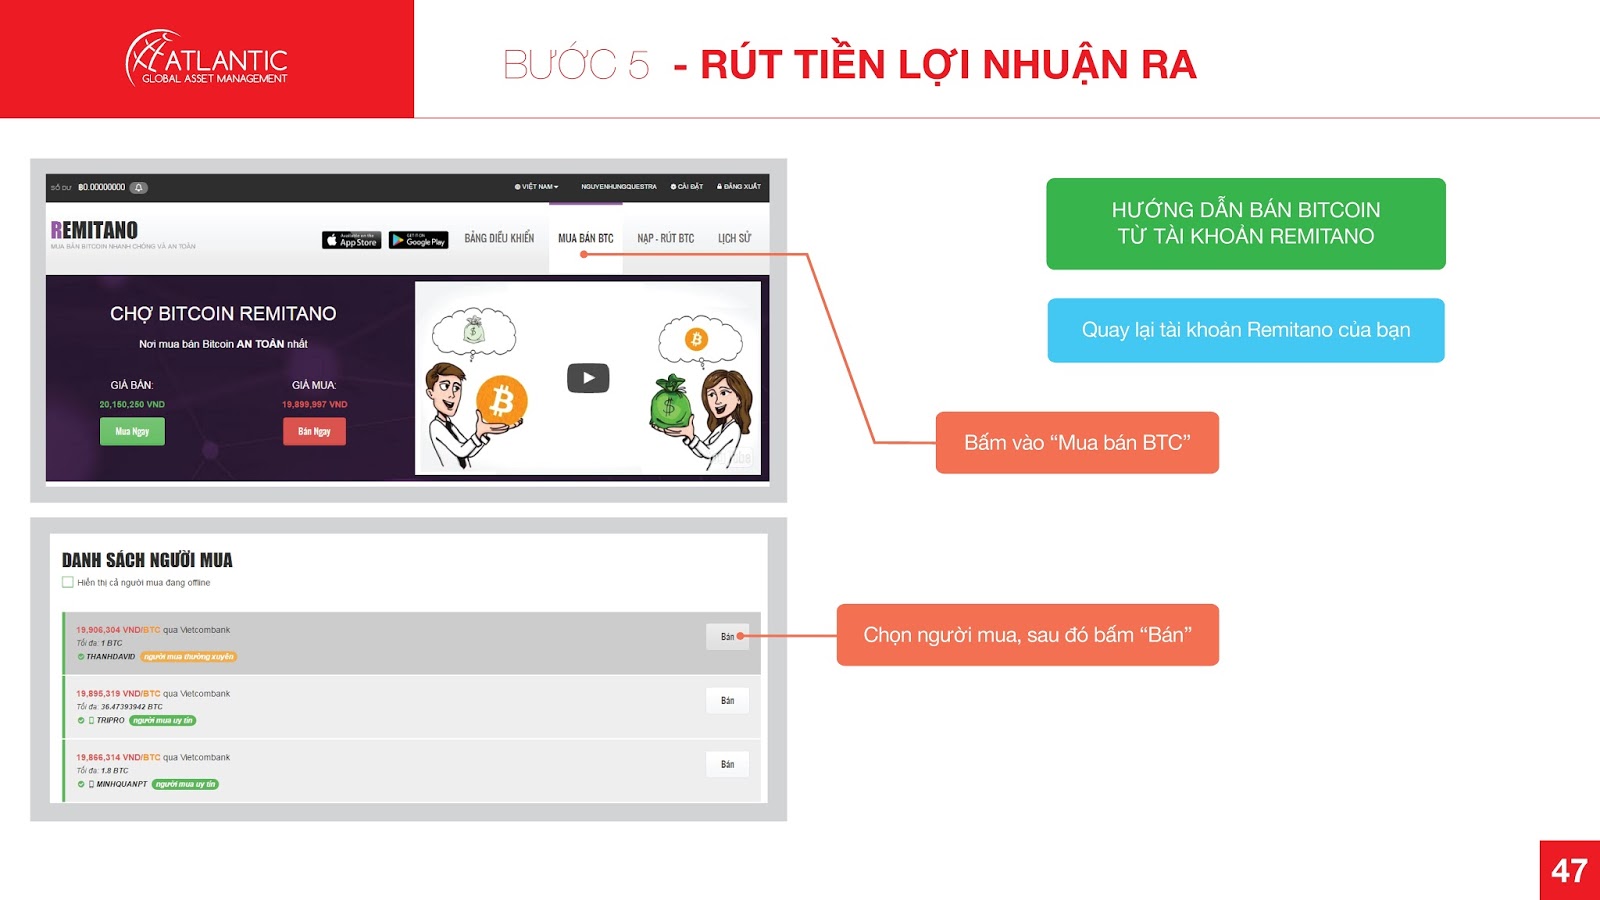 ATLANTIC
GLOBAL ASSET MANAGEMENT
BƯỚC 5 - RÚT TIỀN LỢI NHUẬN RA
SỐ DƯ ฿0.00000000
VIỆT NAM
NGUYENHUNGQUESTRA
CÀI ĐẶT
ĐĂNG XUẤT
REMITANO
MUA BÁN BITCOIN NHANH CHÓNG VÀ AN TOÀN
Available on the
App Store
GET IT ON
Google Play
BẢNG ĐIỀU KHIỂN
MUA BÁN BTC
NẠP - RÚT BTC
LỊCH SỬ
CHỢ BITCOIN REMITANO
Nơi mua bán Bitcoin AN TOÀN nhất
GIÁ BÁN:
20,150,250 VND
Mua Ngay
GIÁ MUA:
19,899,997 VND
Bán Ngay
HƯỚNG DẪN BÁN BITCOIN
TỪ TÀI KHOẢN REMITANO
Quay lại tài khoản Remitano của bạn
Bấm vào “Mua bán BTC”
DANH SÁCH NGƯỜI MUA
Hiển thị cả người mua đang offline
19,906,304 VND/BTC qua Vietcombank
Tối đa: 1 BTC
THANHDAVID người mua thường xuyên
Bán
19,895,319 VND/BTC qua Vietcombank
Tối đa: 36.47393942 BTC
TRIPRO người mua uy tín
Bán
19,866,314 VND/BTC qua Vietcombank
Tối đa: 1.8 BTC
MINHQUANPT người mua uy tín
Bán
Chọn người mua, sau đó bấm “Bán”
47